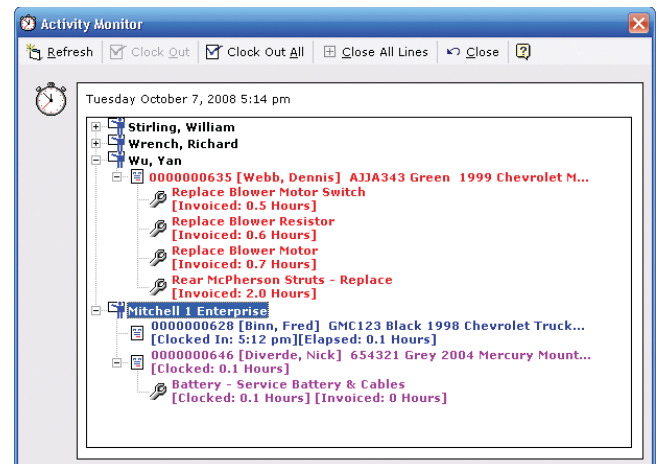 Activity Monitor
Refresh Clock Out Clock Out All Close All Lines Close
Tuesday October 7, 2008 5:14 pm
Stirling, William
Wrench, Richard
Wu, Yan
0000000635 [Webb, Dennis] AJJA343 Green 1999 Chevrolet M...
Replace Blower Motor Switch
[Invoiced: 0.5 Hours]
Replace Blower Resistor
[Invoiced: 0.6 Hours]
Replace Blower Motor
[Invoiced: 0.7 Hours]
Rear McPherson Struts - Replace
[Invoiced: 2.0 Hours]
Mitchell 1 Enterprise
0000000628 [Binn, Fred] GMC123 Black 1998 Chevrolet Truck...
[Clocked In: 5:12 pm][Elapsed: 0.1 Hours]
0000000646 [Diverde, Nick] 654321 Grey 2004 Mercury Mount...
[Clocked: 0.1 Hours]
Battery - Service Battery & Cables
[Clocked: 0.1 Hours] [Invoiced: 0 Hours]